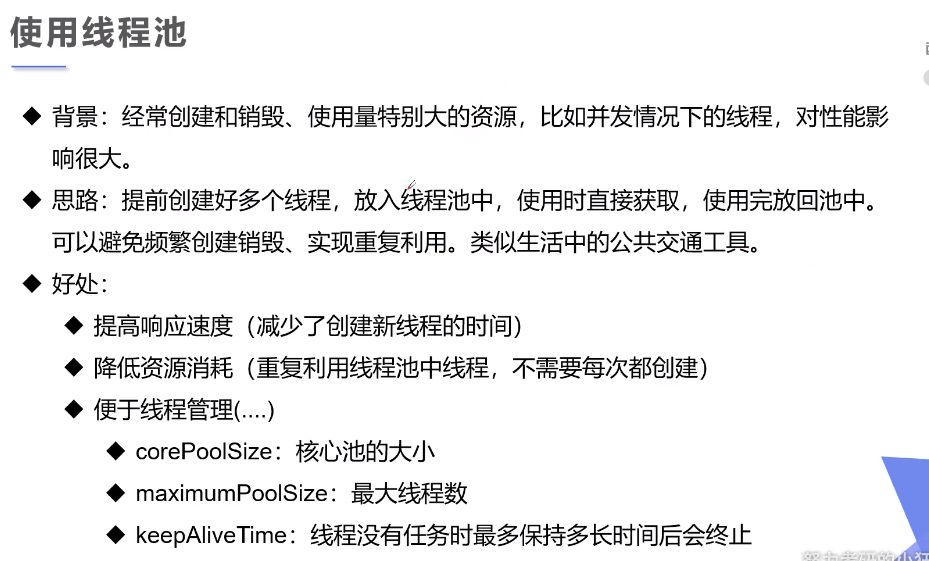 使用线程池
◆ 背景：经常创建和销毁、使用量特别大的资源，比如并发情况下的线程，对性能影
响很大。
◆ 思路：提前创建好多个线程，放入线程池中，使用时直接获取，使用完放回池中。
可以避免频繁创建销毁、实现重复利用。类似生活中的公共交通工具。
◆ 好处：
◆ 提高响应速度（减少了创建新线程的时间）
◆ 降低资源消耗（重复利用线程池中线程，不需要每次都创建）
◆ 便于线程管理(....)
◆ corePoolSize：核心池的大小
◆ maximumPoolSize：最大线程数
◆ keepAliveTime：线程没有任务时最多保持多长时间后会终止